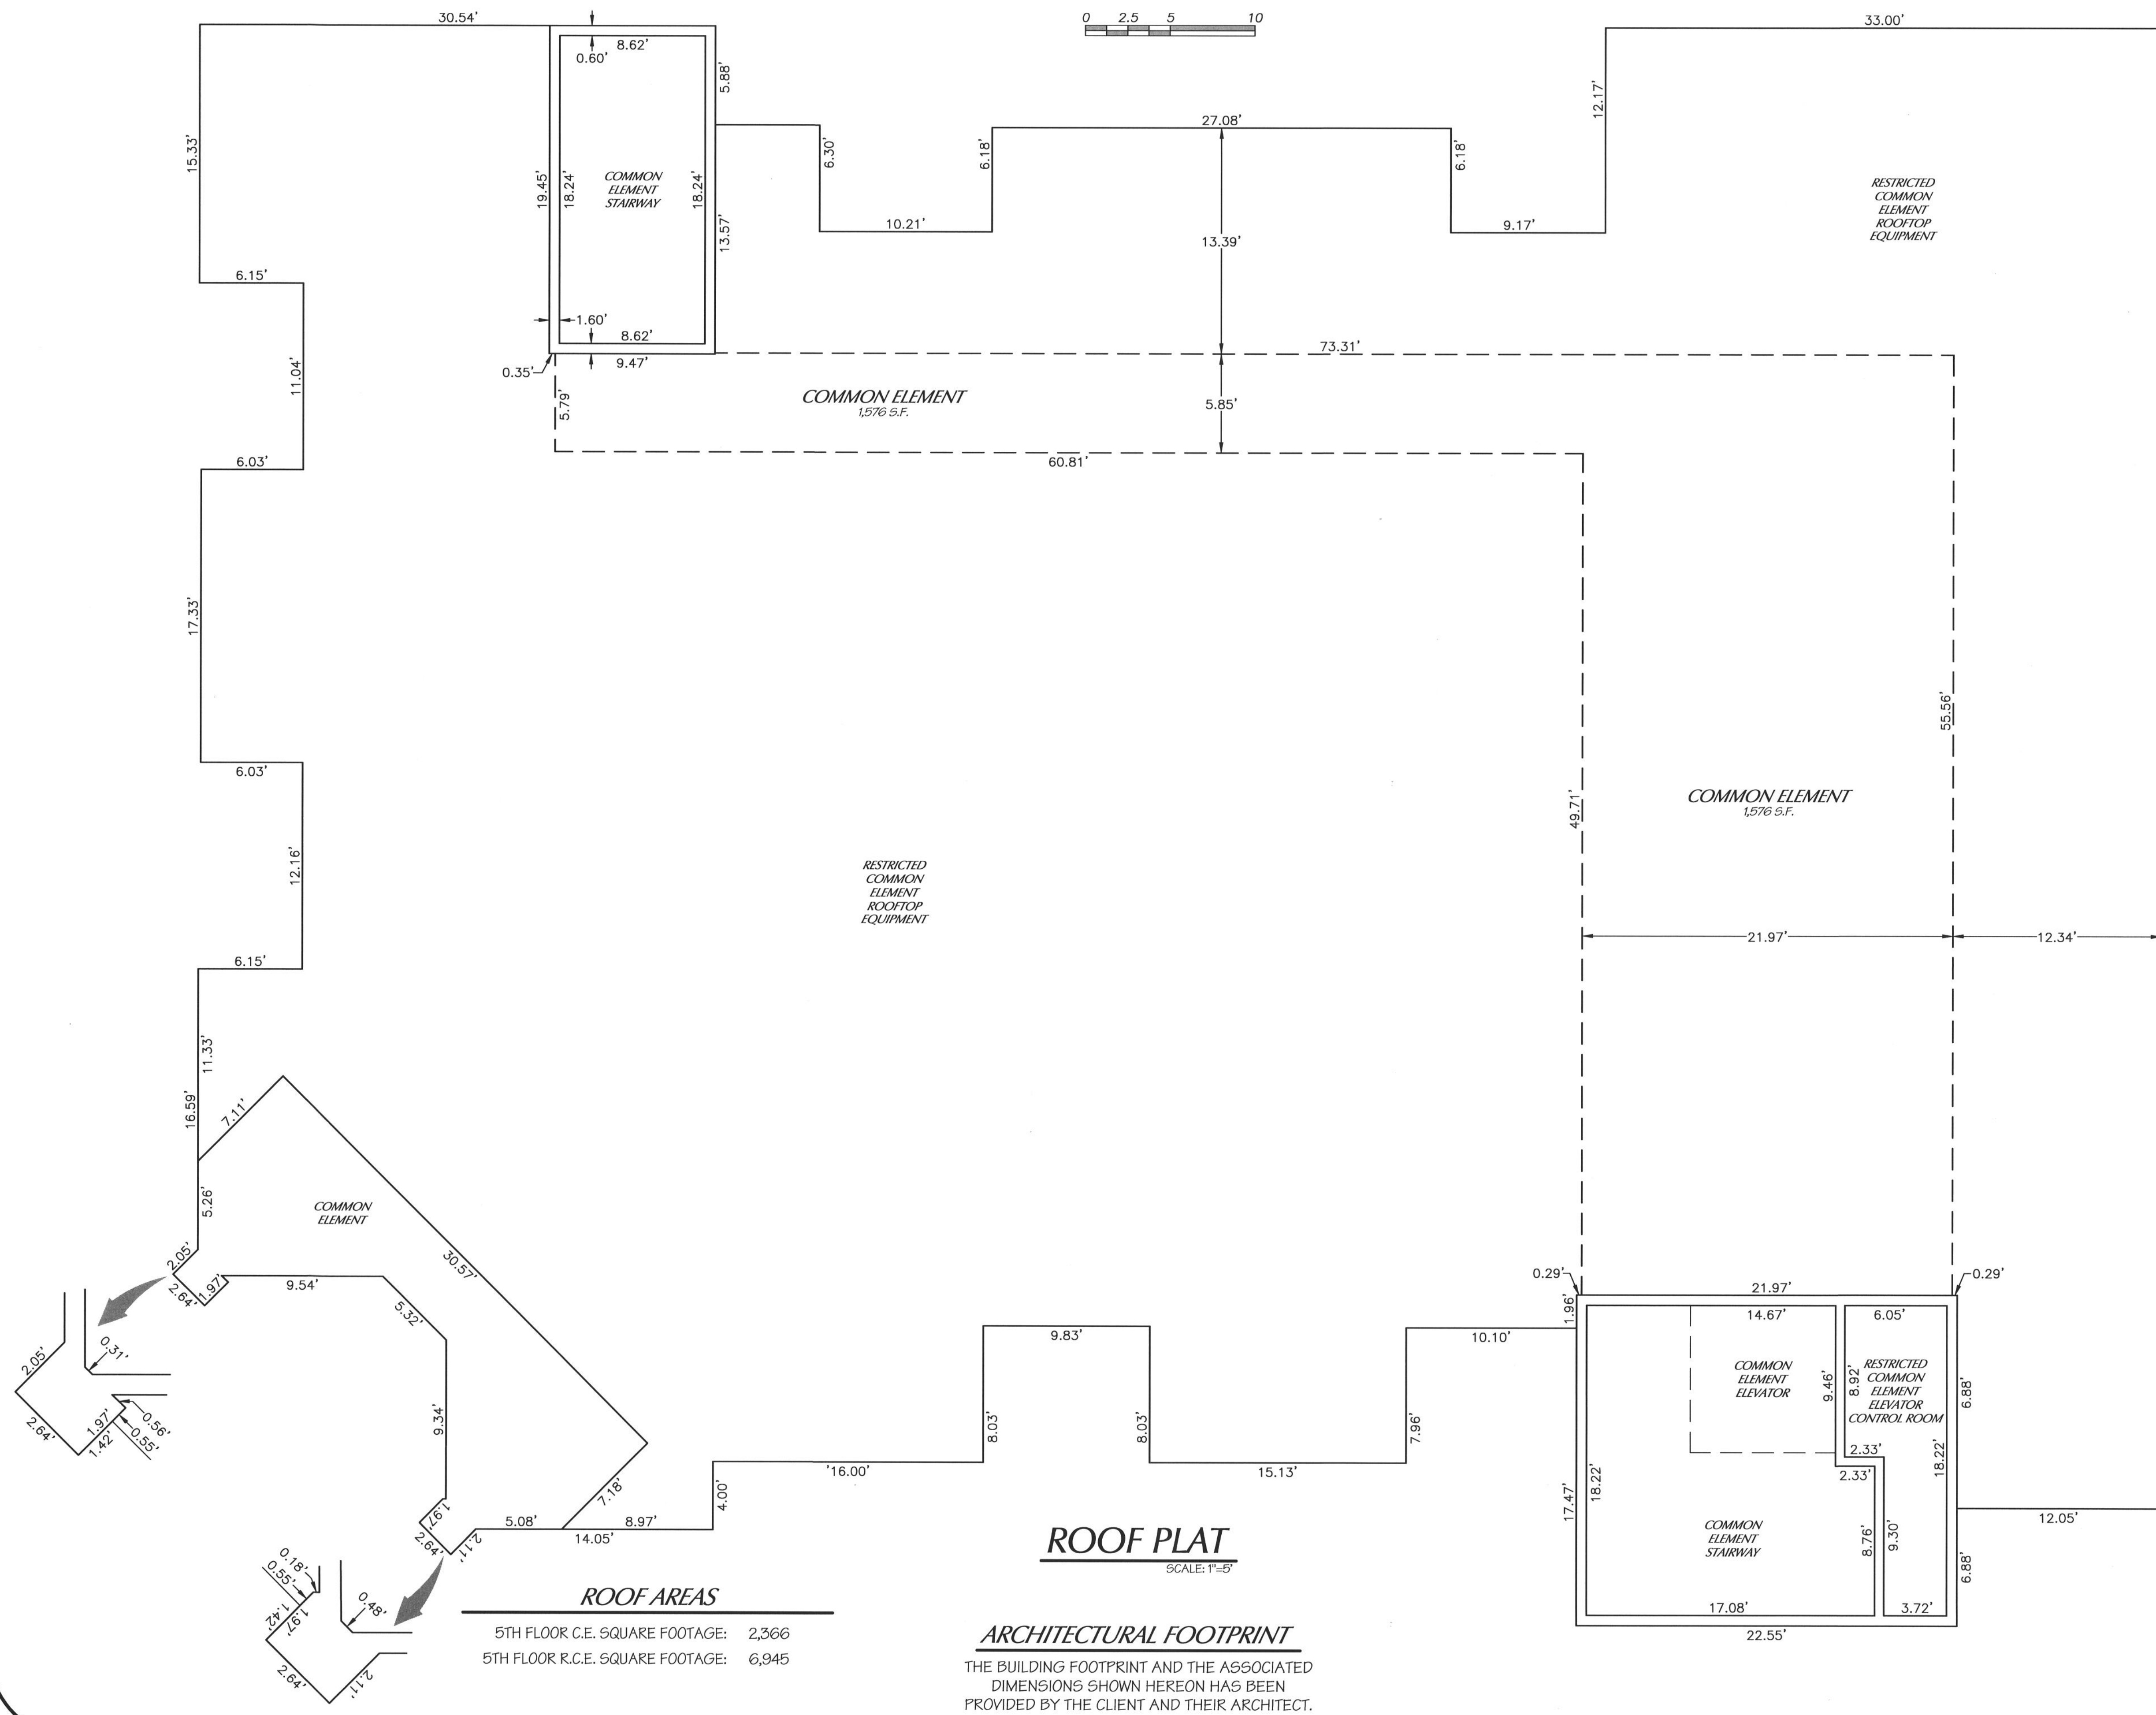 30.54'
0 2.5 5 10
33.00'
8.62'
0.60'
5.88'
12.17'
15.33'
27.08'
6.30'
6.18'
6.18'
19.45'
18.24'
COMMON
ELEMENT
STAIRWAY
18.24'
RESTRICTED
COMMON
ELEMENT
ROOFTOP
EQUIPMENT
13.57'
10.21'
13.39'
9.17'
6.15'
1.60'
8.62'
73.31'
0.35'
9.47'
11.04'
5.79'
COMMON ELEMENT
1,576 S.F.
5.85'
6.03'
60.81'
17.33'
55.56'
6.03'
49.71'
COMMON ELEMENT
1,576 S.F.
12.16'
RESTRICTED
COMMON
ELEMENT
ROOFTOP
EQUIPMENT
21.97'
12.34'
6.15'
11.33'
16.59'
7.11'
5.26'
COMMON
ELEMENT
30.57'
2.05'
2.64'
1.97'
9.54'
5.32'
0.29'
21.97'
0.29'
1.96'
14.67'
6.05'
9.83'
10.10'
0.31'
2.05'
2.64'
1.97'
1.42'
0.56'
0.55'
COMMON
ELEMENT
ELEVATOR
9.46'
8.92'
RESTRICTED
COMMON
ELEMENT
ELEVATOR
CONTROL ROOM
6.88'
9.34'
8.03'
8.03'
7.96'
2.33'
2.33'
18.22'
'16.00'
15.13'
7.18'
4.00'
17.47'
18.22'
1.97'
2.64'
2.11'
5.08'
8.97'
14.05'
12.05'
COMMON
ELEMENT
STAIRWAY
8.76'
9.30'
6.88'
ROOF PLAT
SCALE: 1"=5'
0.18'
0.55'
1.42'
1.97'
0.48'
2.64'
2.11'
ROOF AREAS
5TH FLOOR C.E. SQUARE FOOTAGE: 2,366
5TH FLOOR R.C.E. SQUARE FOOTAGE: 6,945
17.08'
3.72'
22.55'
ARCHITECTURAL FOOTPRINT
THE BUILDING FOOTPRINT AND THE ASSOCIATED
DIMENSIONS SHOWN HEREON HAS BEEN
PROVIDED BY THE CLIENT AND THEIR ARCHITECT.